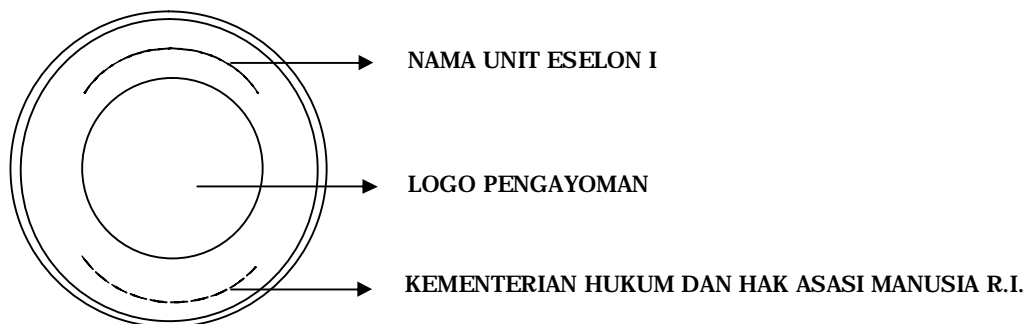 NAMA UNIT ESELON I
LOGO PENGAYOMAN
KEMENTERIAN HUKUM DAN HAK ASASI MANUSIA R.I.